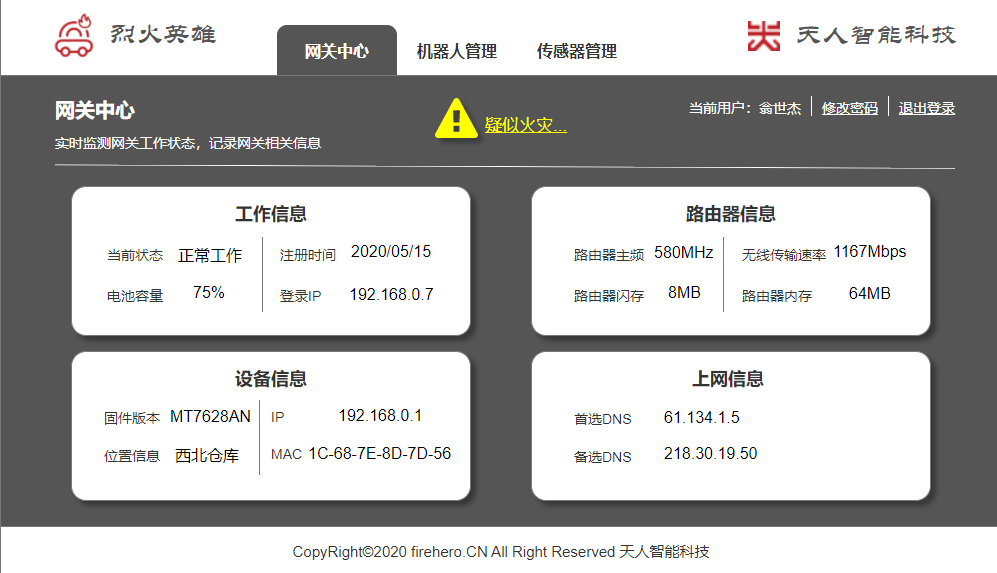 烈火英雄
网关中心 机器人管理 传感器管理
天人智能科技
网关中心
实时监测网关工作状态，记录网关相关信息
疑似火灾...
当前用户：翁世杰 修改密码 退出登录
工作信息
当前状态 正常工作 注册时间 2020/05/15
电池容量 75% 登录IP 192.168.0.7
路由器信息
路由器主频 580MHz 无线传输速率 1167Mbps
路由器闪存 8MB 路由器内存 64MB
设备信息
固件版本 MT7628AN IP 192.168.0.1
位置信息 西北仓库 MAC 1C-68-7E-8D-7D-56
上网信息
首选DNS 61.134.1.5
备选DNS 218.30.19.50
CopyRight©2020 firehero.CN All Right Reserved 天人智能科技